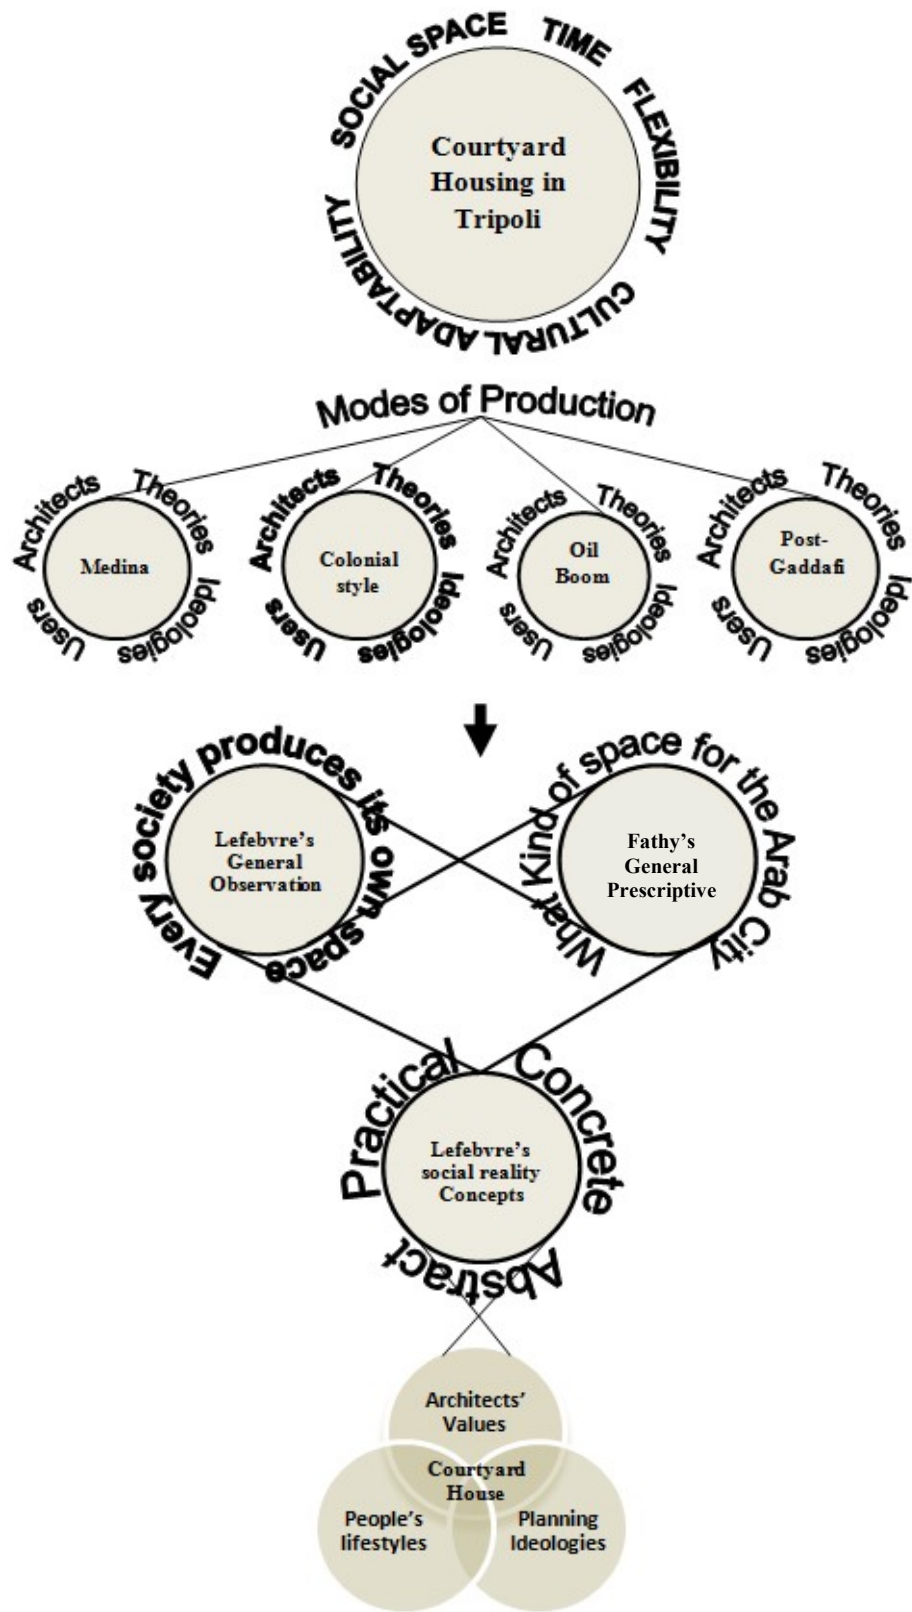 SOCIAL SPACE TIME FLEXIBILITY CULTURAL ADAPTABILITY
Courtyard
Housing in
Tripoli
Modes of Production
Architects Theories Ideologies Users
Medina
Architects Theories Ideologies Users
Colonial
style
Architects Theories Ideologies Users
Oil
Boom
Architects Theories Ideologies Users
Post-
Gaddafi
Every society produces its own space
Lefebvre's
General
Observation
What Kind of space for the Arab City
Fathy's
General
Prescriptive
Practical Concrete Abstract
Lefebvre's
social reality
Concepts
Architects'
Values
Courtyard
House
People's
lifestyles
Planning
Ideologies